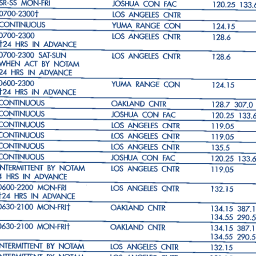 SR-SS MON-FRI JOSHUA CON FAC 120.25 133.6
0700-2300† LOS ANGELES CNTR
CONTINUOUS YUMA RANGE CON 124.15
0700-2300 LOS ANGELES CNTR 128.6
†24 HRS IN ADVANCE
0700-2300 SAT-SUN LOS ANGELES CNTR 128.6
WHEN ACT BY NOTAM
†24 HRS IN ADVANCE
0600-2300 YUMA RANGE CON 124.15
†24 HRS IN ADVANCE
CONTINUOUS OAKLAND CNTR 128.7 307.0
CONTINUOUS JOSHUA CON FAC 120.25 133.6
CONTINUOUS LOS ANGELES CNTR 119.05
CONTINUOUS LOS ANGELES CNTR 119.05
CONTINUOUS LOS ANGELES CNTR 135.5
CONTINUOUS JOSHUA CON FAC 120.25 133.6
INTERMITTENT BY NOTAM LOS ANGELES CNTR 119.05
HRS IN ADVANCE
0600-2200 MON-FRI LOS ANGELES CNTR 132.15
†24 HRS IN ADVANCE
0630-2100 MON-FRI† OAKLAND CNTR 134.15 387.1
134.55 290.5
0630-2100 MON-FRI† OAKLAND CNTR 134.15 387.1
134.55 290.5
INTERMITTENT BY NOTAM LOS ANGELES CNTR 132.15